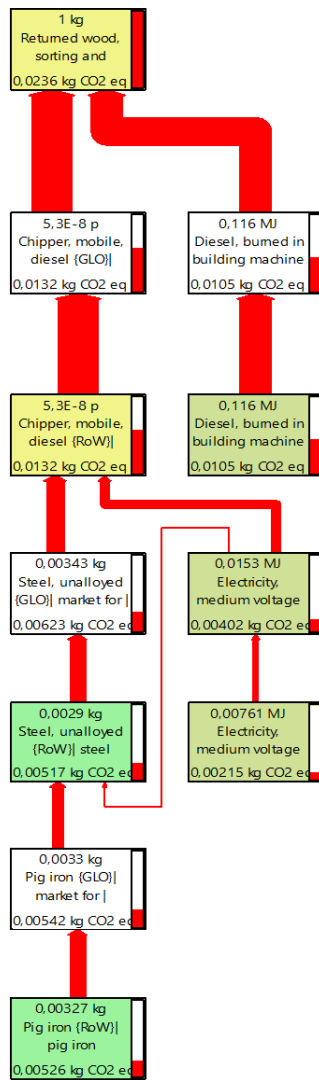 1 kg
Returned wood,
sorting and
0,0236 kg CO2 eq
5,3E-8 p
Chipper, mobile,
diesel {GLO}|
0,0132 kg CO2 eq
0,116 MJ
Diesel, burned in
building machine
0,0105 kg CO2 eq
5,3E-8 p
Chipper, mobile,
diesel {RoW}|
0,0132 kg CO2 eq
0,116 MJ
Diesel, burned in
building machine
0,0105 kg CO2 eq
0,00343 kg
Steel, unalloyed
{GLO}| market for |
0,00623 kg CO2 eq
0,0153 MJ
Electricity,
medium voltage
0,00402 kg CO2 eq
0,0029 kg
Steel, unalloyed
{RoW}| steel
0,00517 kg CO2 eq
0,00761 MJ
Electricity,
medium voltage
0,00215 kg CO2 eq
0,0033 kg
Pig iron {GLO}|
market for |
0,00542 kg CO2 eq
0,00327 kg
Pig iron {RoW}|
pig iron
0,00526 kg CO2 eq